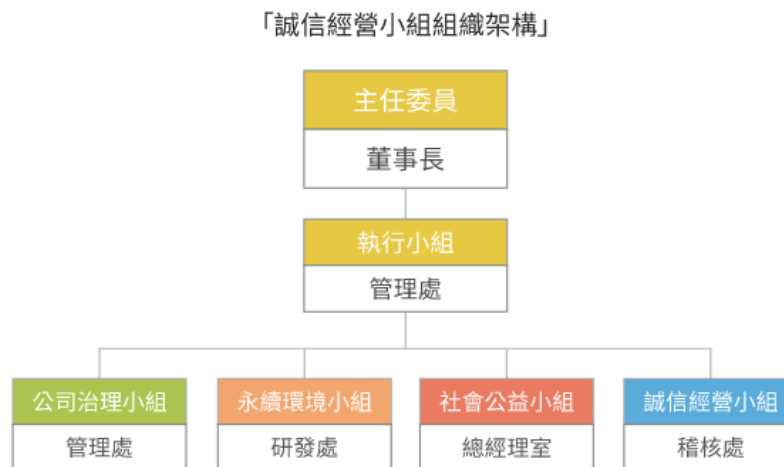 「誠信經營小組組織架構」
主任委員
董事長
執行小組
管理處
公司治理小組
永續環境小組
社會公益小組
誠信經營小組
管理處
研發處
總經理室
稽核處